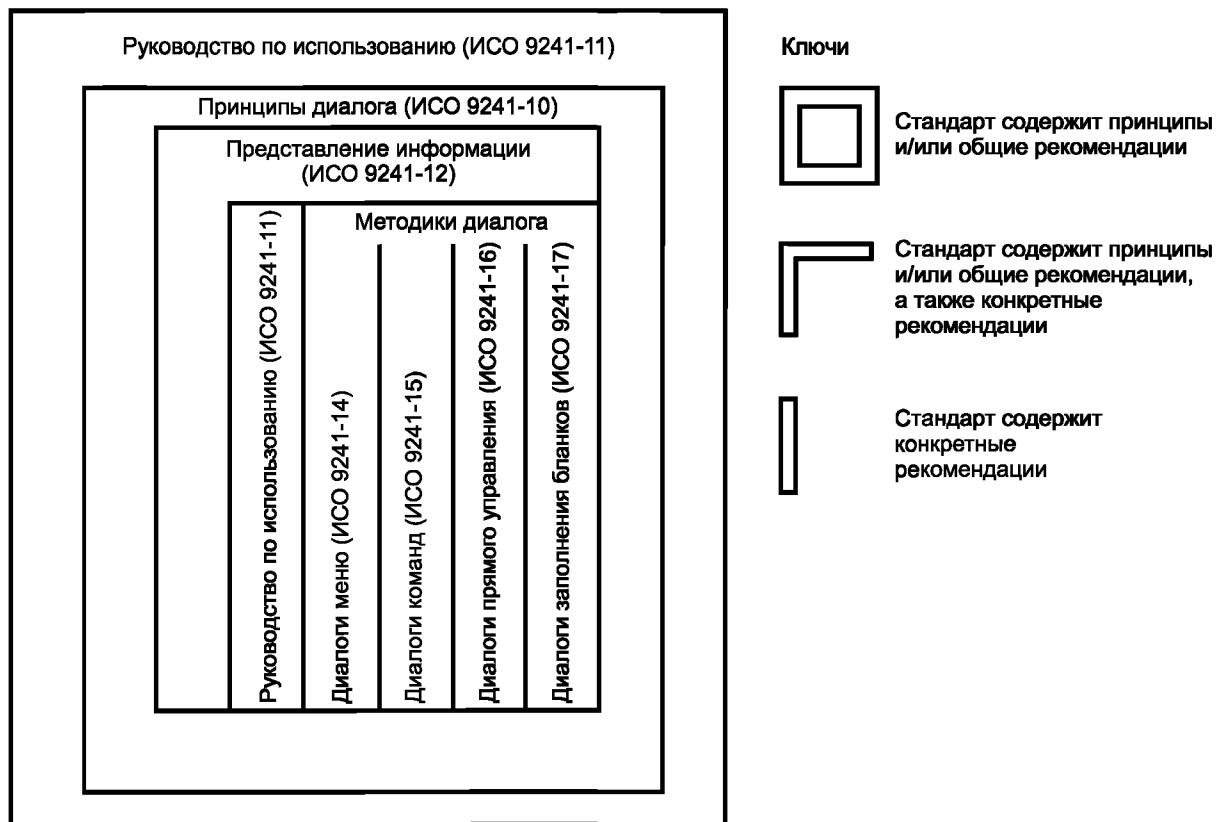 Руководство по использованию (ИСО 9241-11)
Принципы диалога (ИСО 9241-10)
Представление информации
(ИСО 9241-12)
Методики диалога
Руководство по использованию (ИСО 9241-11)
Диалоги меню (ИСО 9241-14)
Диалоги команд (ИСО 9241-15)
Диалоги прямого управления (ИСО 9241-16)
Диалоги заполнения бланков (ИСО 9241-17)
Ключи
Стандарт содержит принципы
и/или общие рекомендации
Стандарт содержит принципы
и/или общие рекомендации,
а также конкретные
рекомендации
Стандарт содержит
конкретные
рекомендации